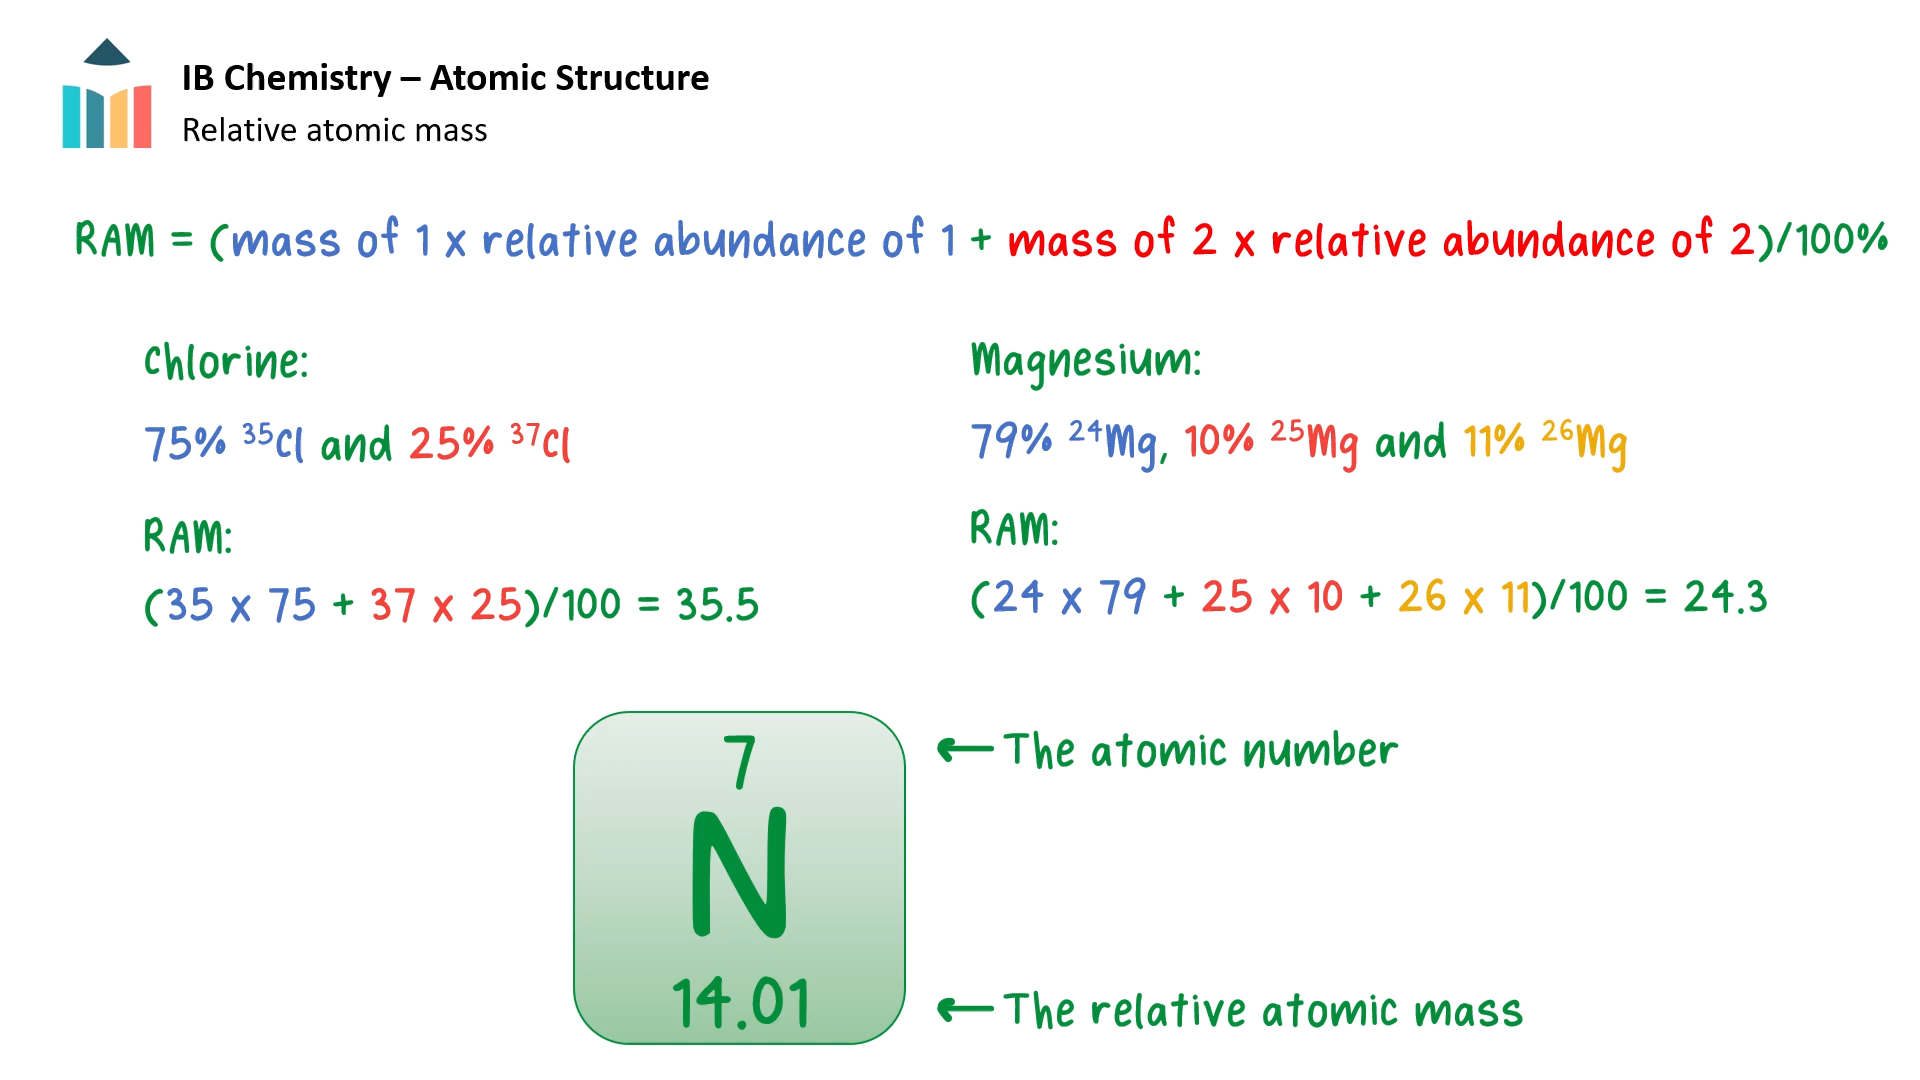 IB Chemistry – Atomic Structure
Relative atomic mass
RAM = (mass of 1 x relative abundance of 1 + mass of 2 x relative abundance of 2)/100%
Chlorine:
75% ³⁵Cl and 25% ³⁷Cl
RAM:
(35 x 75 + 37 x 25)/100 = 35.5
Magnesium:
79% ²⁴Mg, 10% ²⁵Mg and 11% ²⁶Mg
RAM:
(24 x 79 + 25 x 10 + 26 x 11)/100 = 24.3
7
← The atomic number
N
14.01
← The relative atomic mass